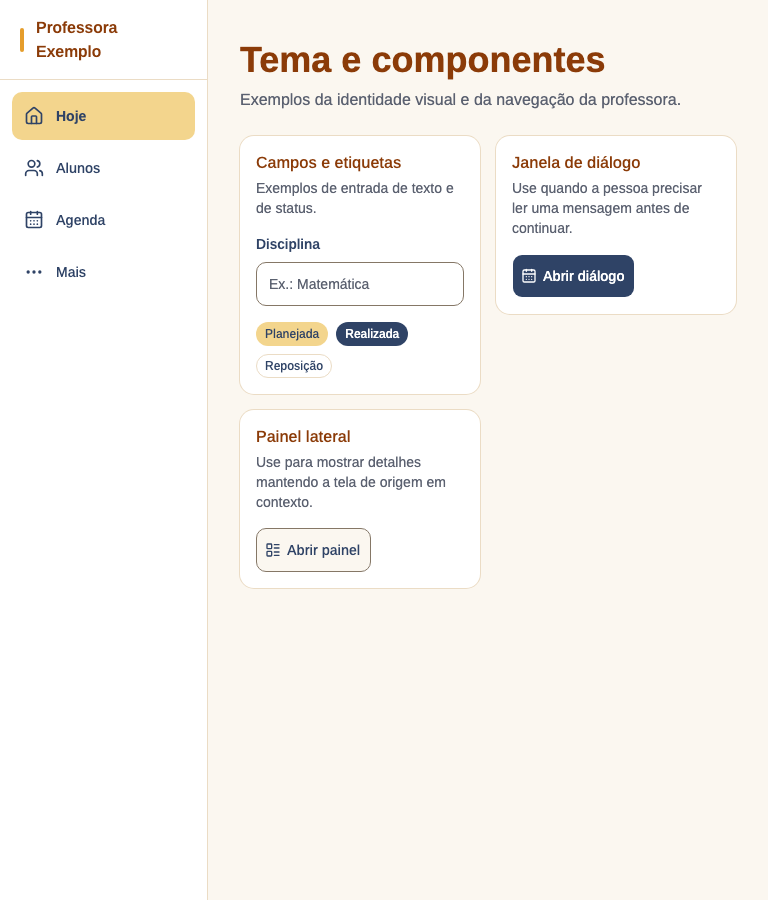 Professora
Exemplo
Hoje
Alunos
Agenda
Mais
Tema e componentes
Exemplos da identidade visual e da navegação da professora.
Campos e etiquetas
Exemplos de entrada de texto e
de status.
Disciplina
Ex.: Matemática
Planejada
Realizada
Reposição
Janela de diálogo
Use quando a pessoa precisar
ler uma mensagem antes de
continuar.
Abrir diálogo
Painel lateral
Use para mostrar detalhes
mantendo a tela de origem em
contexto.
Abrir painel